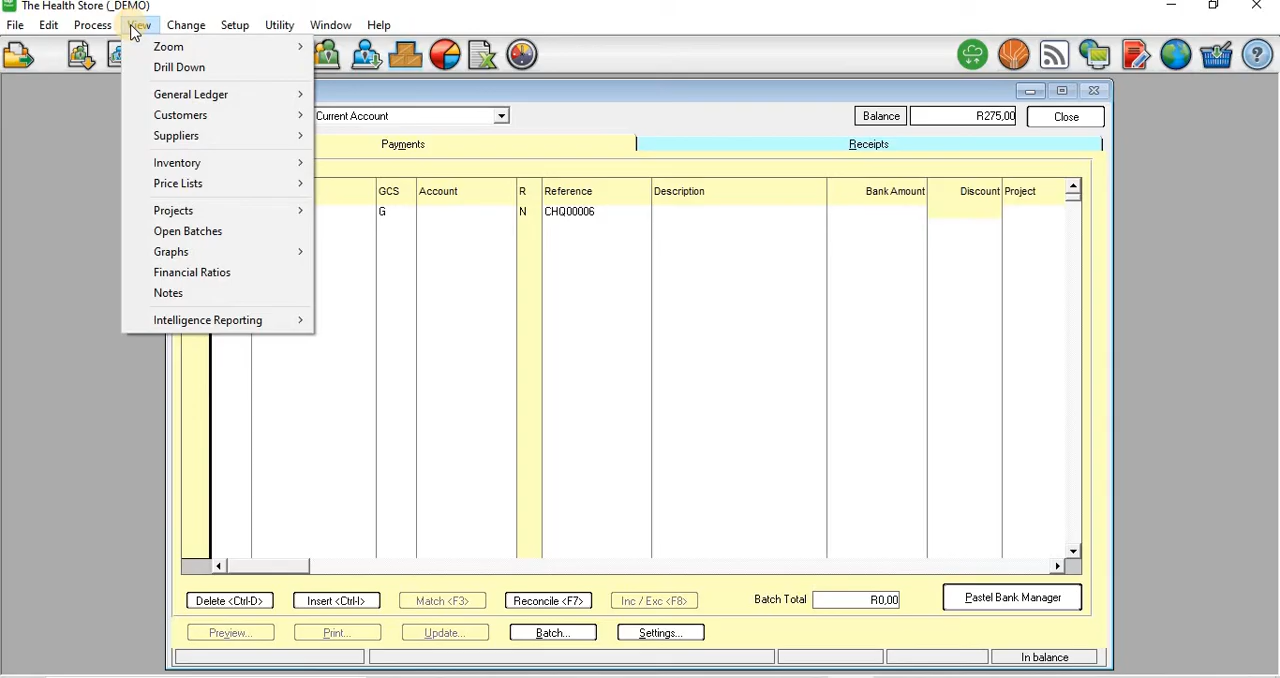 The Health Store (_DEMO)
File Edit Process View Change Setup Utility Window Help
Zoom
Drill Down
General Ledger
Customers
Suppliers
Inventory
Price Lists
Projects
Open Batches
Graphs
Financial Ratios
Notes
Intelligence Reporting
Current Account Balance R275,00 Close
Payments Receipts
GCS Account R Reference Description Bank Amount Discount Project
G N CHQ00006
Delete <Ctrl-D> Insert <Ctrl-I> Match <F3> Reconcile <F7> Inc / Exc <F8> Batch Total R0,00 Pastel Bank Manager
Preview... Print... Update... Batch... Settings...
In balance